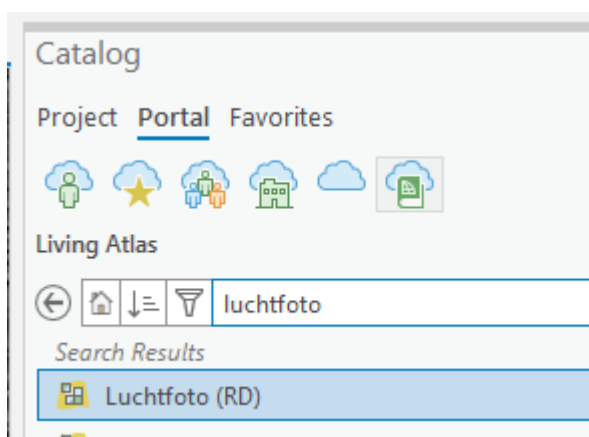 Catalog
Project Portal Favorites
Living Atlas
luchtfoto
Search Results
Luchtfoto (RD)